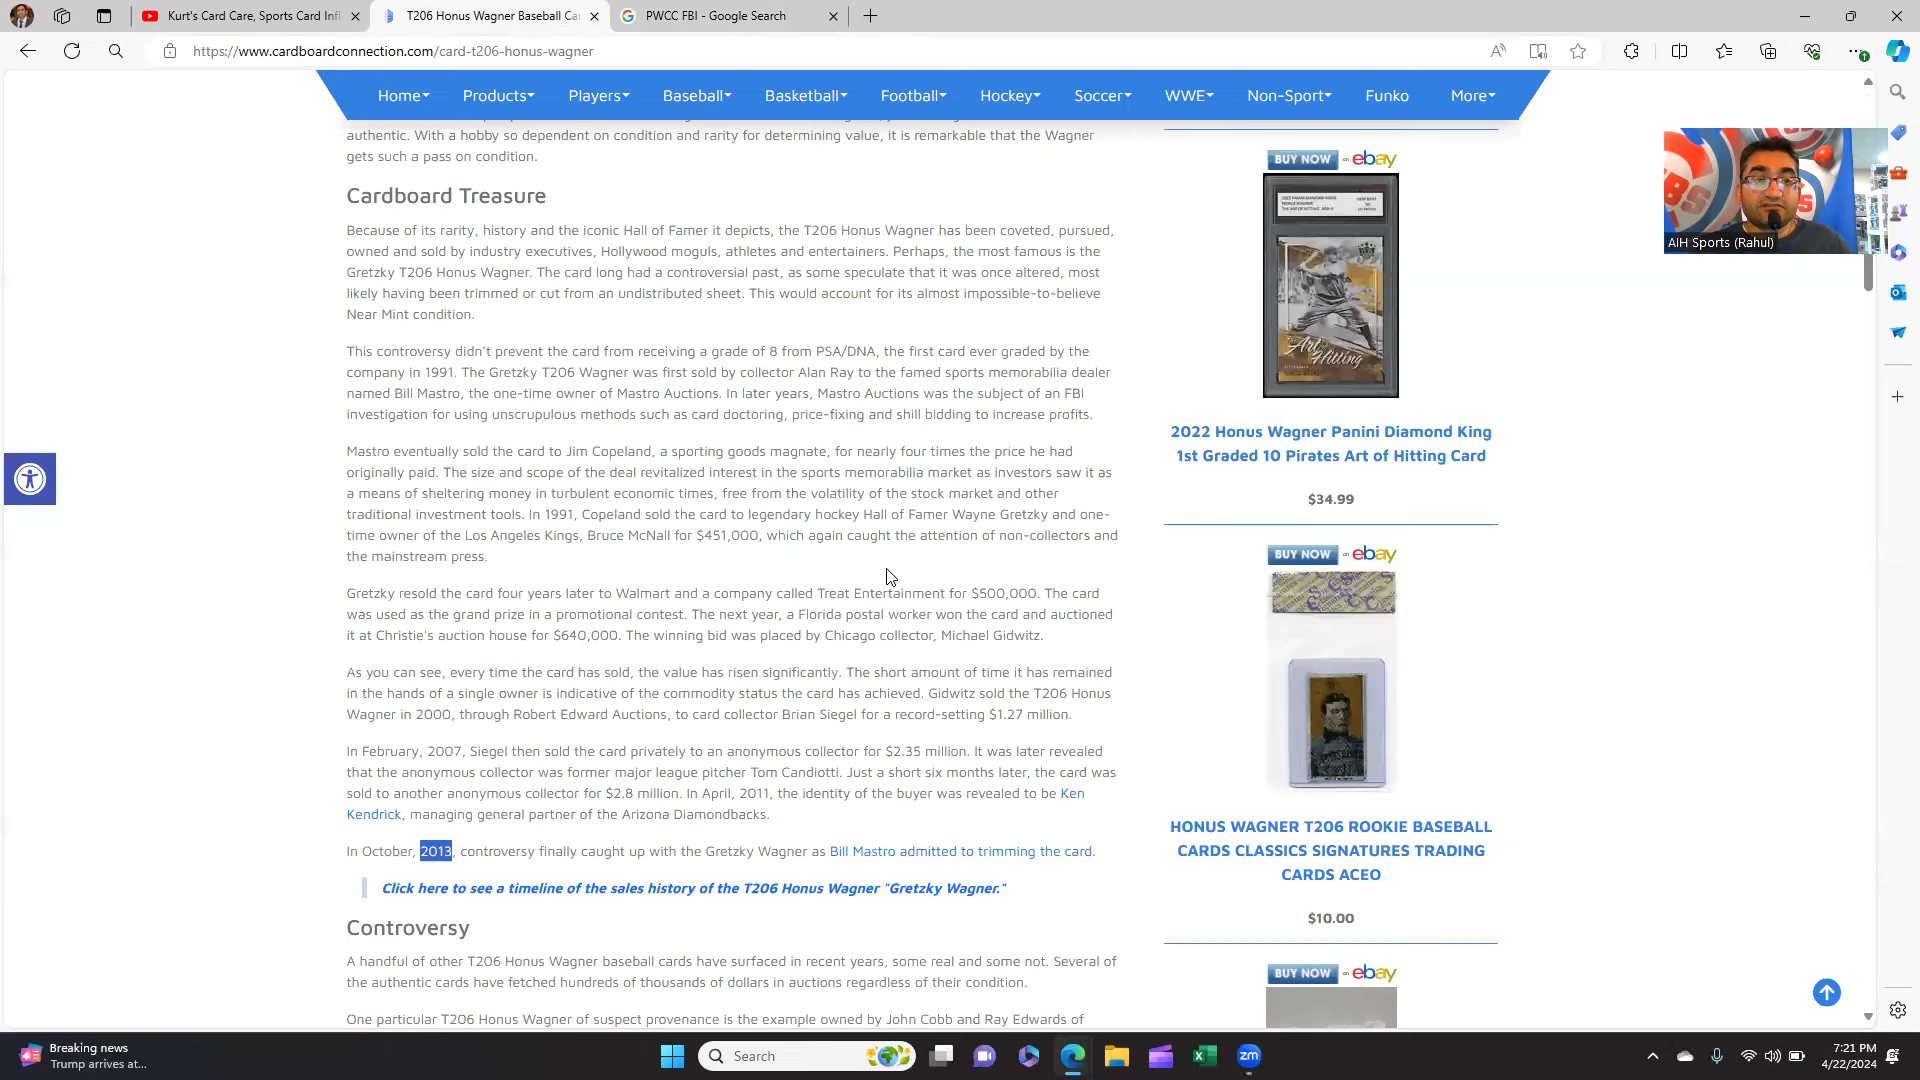 Kurt's Card Care, Sports Card Inf
T206 Honus Wagner Baseball Ca
PWCC FBI - Google Search
https://www.cardboardconnection.com/card-t206-honus-wagner
Home Products Players Baseball Basketball Football Hockey Soccer WWE Non-Sport Funko More
authentic. With a hobby so dependent on condition and rarity for determining value, it is remarkable that the Wagner
gets such a pass on condition.
Cardboard Treasure
Because of its rarity, history and the iconic Hall of Famer it depicts, the T206 Honus Wagner has been coveted, pursued,
owned and sold by industry executives, Hollywood moguls, athletes and entertainers. Perhaps, the most famous is the
Gretzky T206 Honus Wagner. The card long had a controversial past, as some speculate that it was once altered, most
likely having been trimmed or cut from an undistributed sheet. This would account for its almost impossible-to-believe
Near Mint condition.
This controversy didn't prevent the card from receiving a grade of 8 from PSA/DNA, the first card ever graded by the
company in 1991. The Gretzky T206 Wagner was first sold by collector Alan Ray to the famed sports memorabilia dealer
named Bill Mastro, the one-time owner of Mastro Auctions. In later years, Mastro Auctions was the subject of an FBI
investigation for using unscrupulous methods such as card doctoring, price-fixing and shill bidding to increase profits.
Mastro eventually sold the card to Jim Copeland, a sporting goods magnate, for nearly four times the price he had
originally paid. The size and scope of the deal revitalized interest in the sports memorabilia market as investors saw it as
a means of sheltering money in turbulent economic times, free from the volatility of the stock market and other
traditional investment tools. In 1991, Copeland sold the card to legendary hockey Hall of Famer Wayne Gretzky and one-
time owner of the Los Angeles Kings, Bruce McNall for $451,000, which again caught the attention of non-collectors and
the mainstream press.
Gretzky resold the card four years later to Walmart and a company called Treat Entertainment for $500,000. The card
was used as the grand prize in a promotional contest. The next year, a Florida postal worker won the card and auctioned
it at Christie's auction house for $640,000. The winning bid was placed by Chicago collector, Michael Gidwitz.
As you can see, every time the card has sold, the value has risen significantly. The short amount of time it has remained
in the hands of a single owner is indicative of the commodity status the card has achieved. Gidwitz sold the T206 Honus
Wagner in 2000, through Robert Edward Auctions, to card collector Brian Siegel for a record-setting $1.27 million.
In February, 2007, Siegel then sold the card privately to an anonymous collector for $2.35 million. It was later revealed
that the anonymous collector was former major league pitcher Tom Candiotti. Just a short six months later, the card was
sold to another anonymous collector for $2.8 million. In April, 2011, the identity of the buyer was revealed to be Ken
Kendrick, managing general partner of the Arizona Diamondbacks.
In October, 2013, controversy finally caught up with the Gretzky Wagner as Bill Mastro admitted to trimming the card.
Click here to see a timeline of the sales history of the T206 Honus Wagner "Gretzky Wagner."
Controversy
A handful of other T206 Honus Wagner baseball cards have surfaced in recent years, some real and some not. Several of
the authentic cards have fetched hundreds of thousands of dollars in auctions regardless of their condition.
One particular T206 Honus Wagner of suspect provenance is the example owned by John Cobb and Ray Edwards of
BUY NOW on ebay
Art of
Hitting
2022 Honus Wagner Panini Diamond King
1st Graded 10 Pirates Art of Hitting Card
$34.99
BUY NOW on ebay
HONUS WAGNER T206 ROOKIE BASEBALL
CARDS CLASSICS SIGNATURES TRADING
CARDS ACEO
$10.00
BUY NOW on ebay
AIH Sports (Rahul)
Breaking news
Trump arrives at...
Search
zm
7:21 PM
4/22/2024